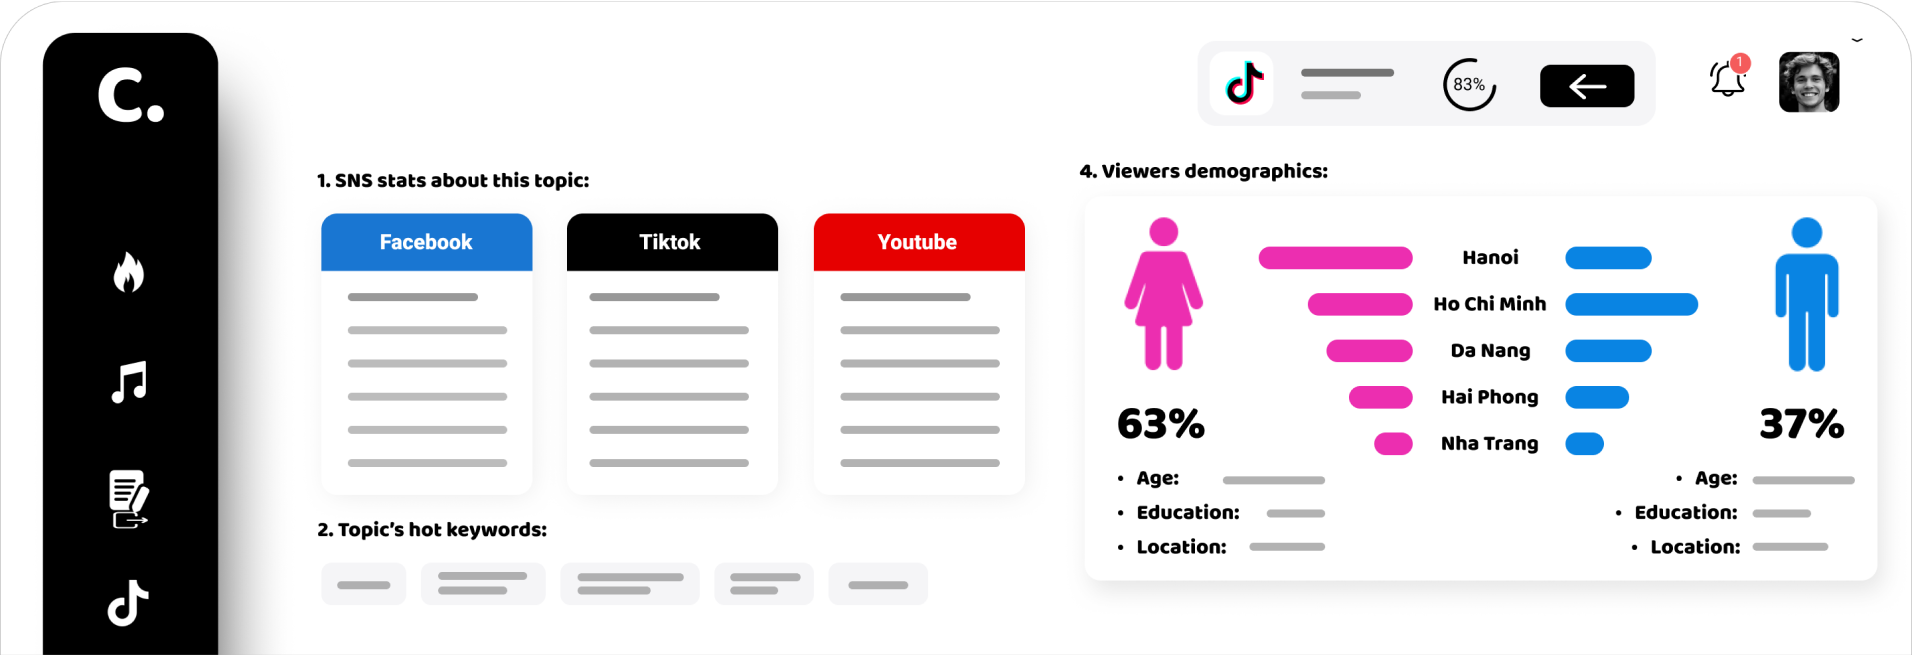 C.
83%
1
1. SNS stats about this topic:
Facebook
Tiktok
Youtube
2. Topic's hot keywords:
4. Viewers demographics:
Hanoi
Ho Chi Minh
Da Nang
Hai Phong
Nha Trang
63%
• Age:
• Education:
• Location:
37%
• Age:
• Education:
• Location: